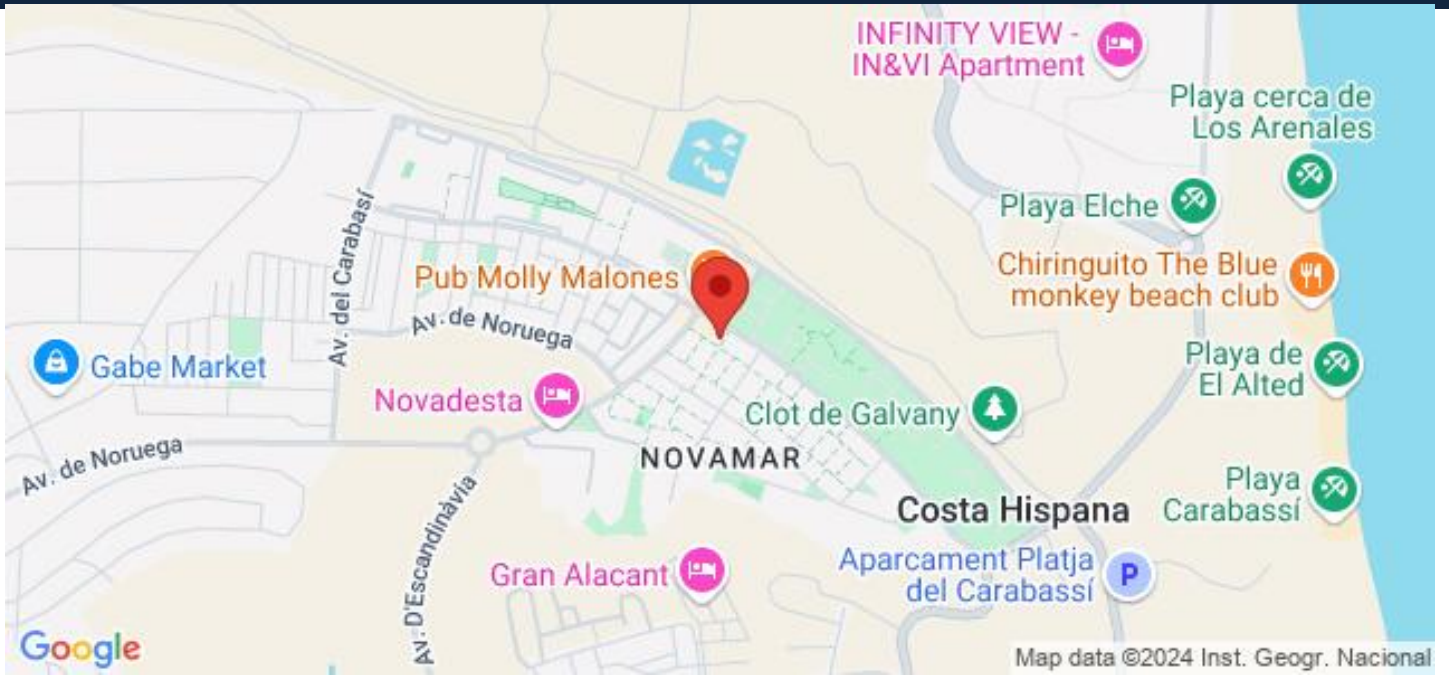 INFINITY VIEW -
IN&VI Apartment
Playa cerca de
Los Arenales
Playa Elche
Av. del Carabasí
Pub Molly Malones
Chiringuito The Blue
monkey beach club
Av. de Noruega
Gabe Market
Playa de
El Alted
Novadesta
Clot de Galvany
Av. de Noruega
NOVAMAR
Playa
Carabassí
Costa Hispana
Av. D'Escandinàvia
Gran Alacant
Aparcament Platja
del Carabassí
P
Google
Map data ©2024 Inst. Geogr. Nacional